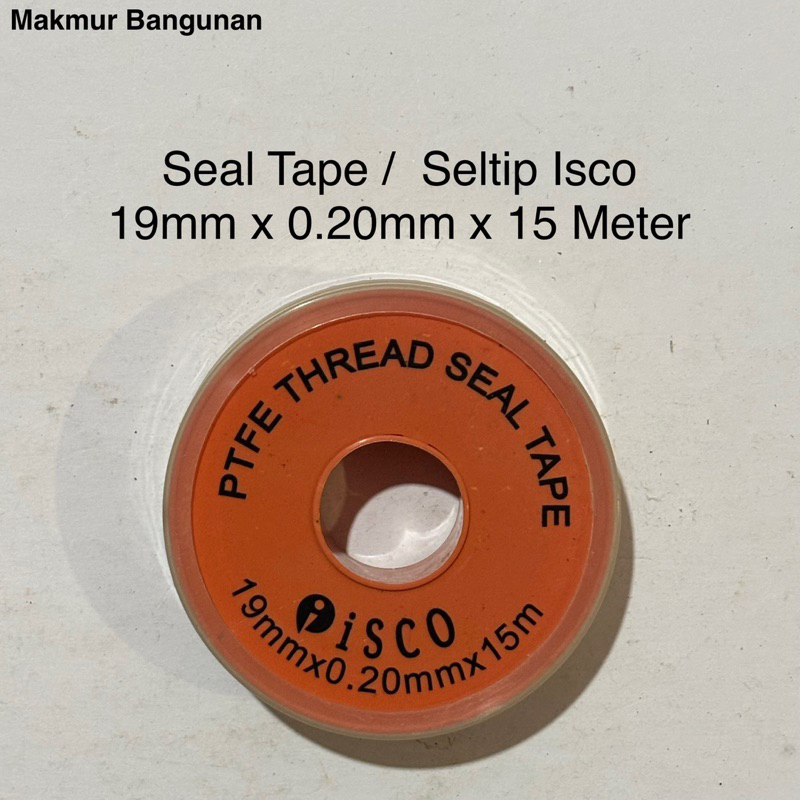 Makmur Bangunan
Seal Tape /  Seltip Isco
19mm x 0.20mm x 15 Meter
PTFE THREAD SEAL TAPE
iSCO
19mmx0.20mmx15m